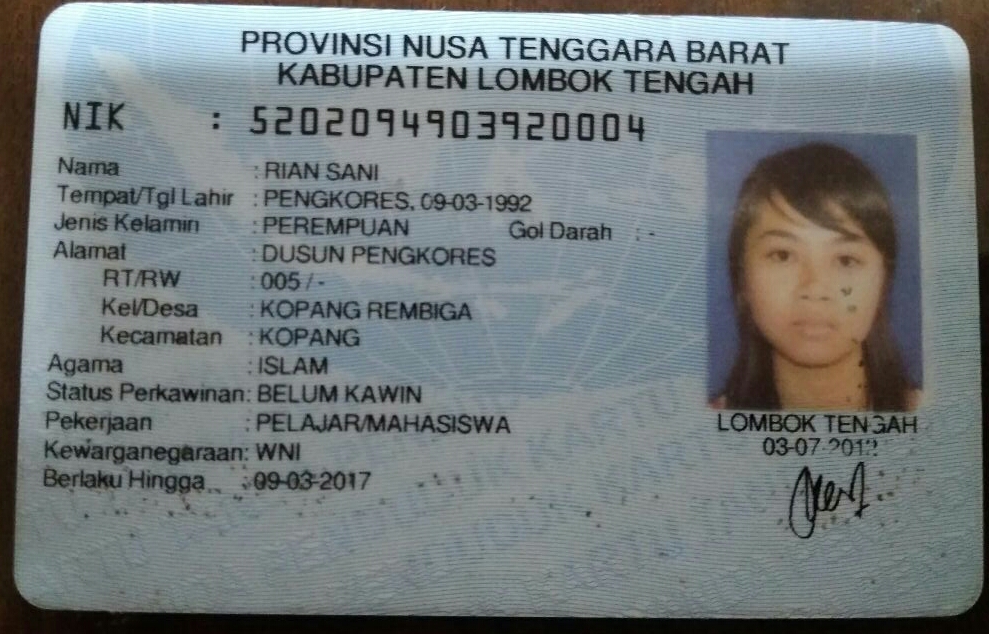 PROVINSI NUSA TENGGARA BARAT
KABUPATEN LOMBOK TENGAH
NIK : 5202094903920004
Nama : RIAN SANI
Tempat/Tgl Lahir : PENGKORES, 09-03-1992
Jenis Kelamin : PEREMPUAN Gol Darah : -
Alamat : DUSUN PENGKORES
RT/RW : 005 / -
Kel/Desa : KOPANG REMBIGA
Kecamatan : KOPANG
Agama : ISLAM
Status Perkawinan: BELUM KAWIN
Pekerjaan : PELAJAR/MAHASISWA
Kewarganegaraan: WNI
Berlaku Hingga : 09-03-2017
LOMBOK TENGAH
03-07-2012